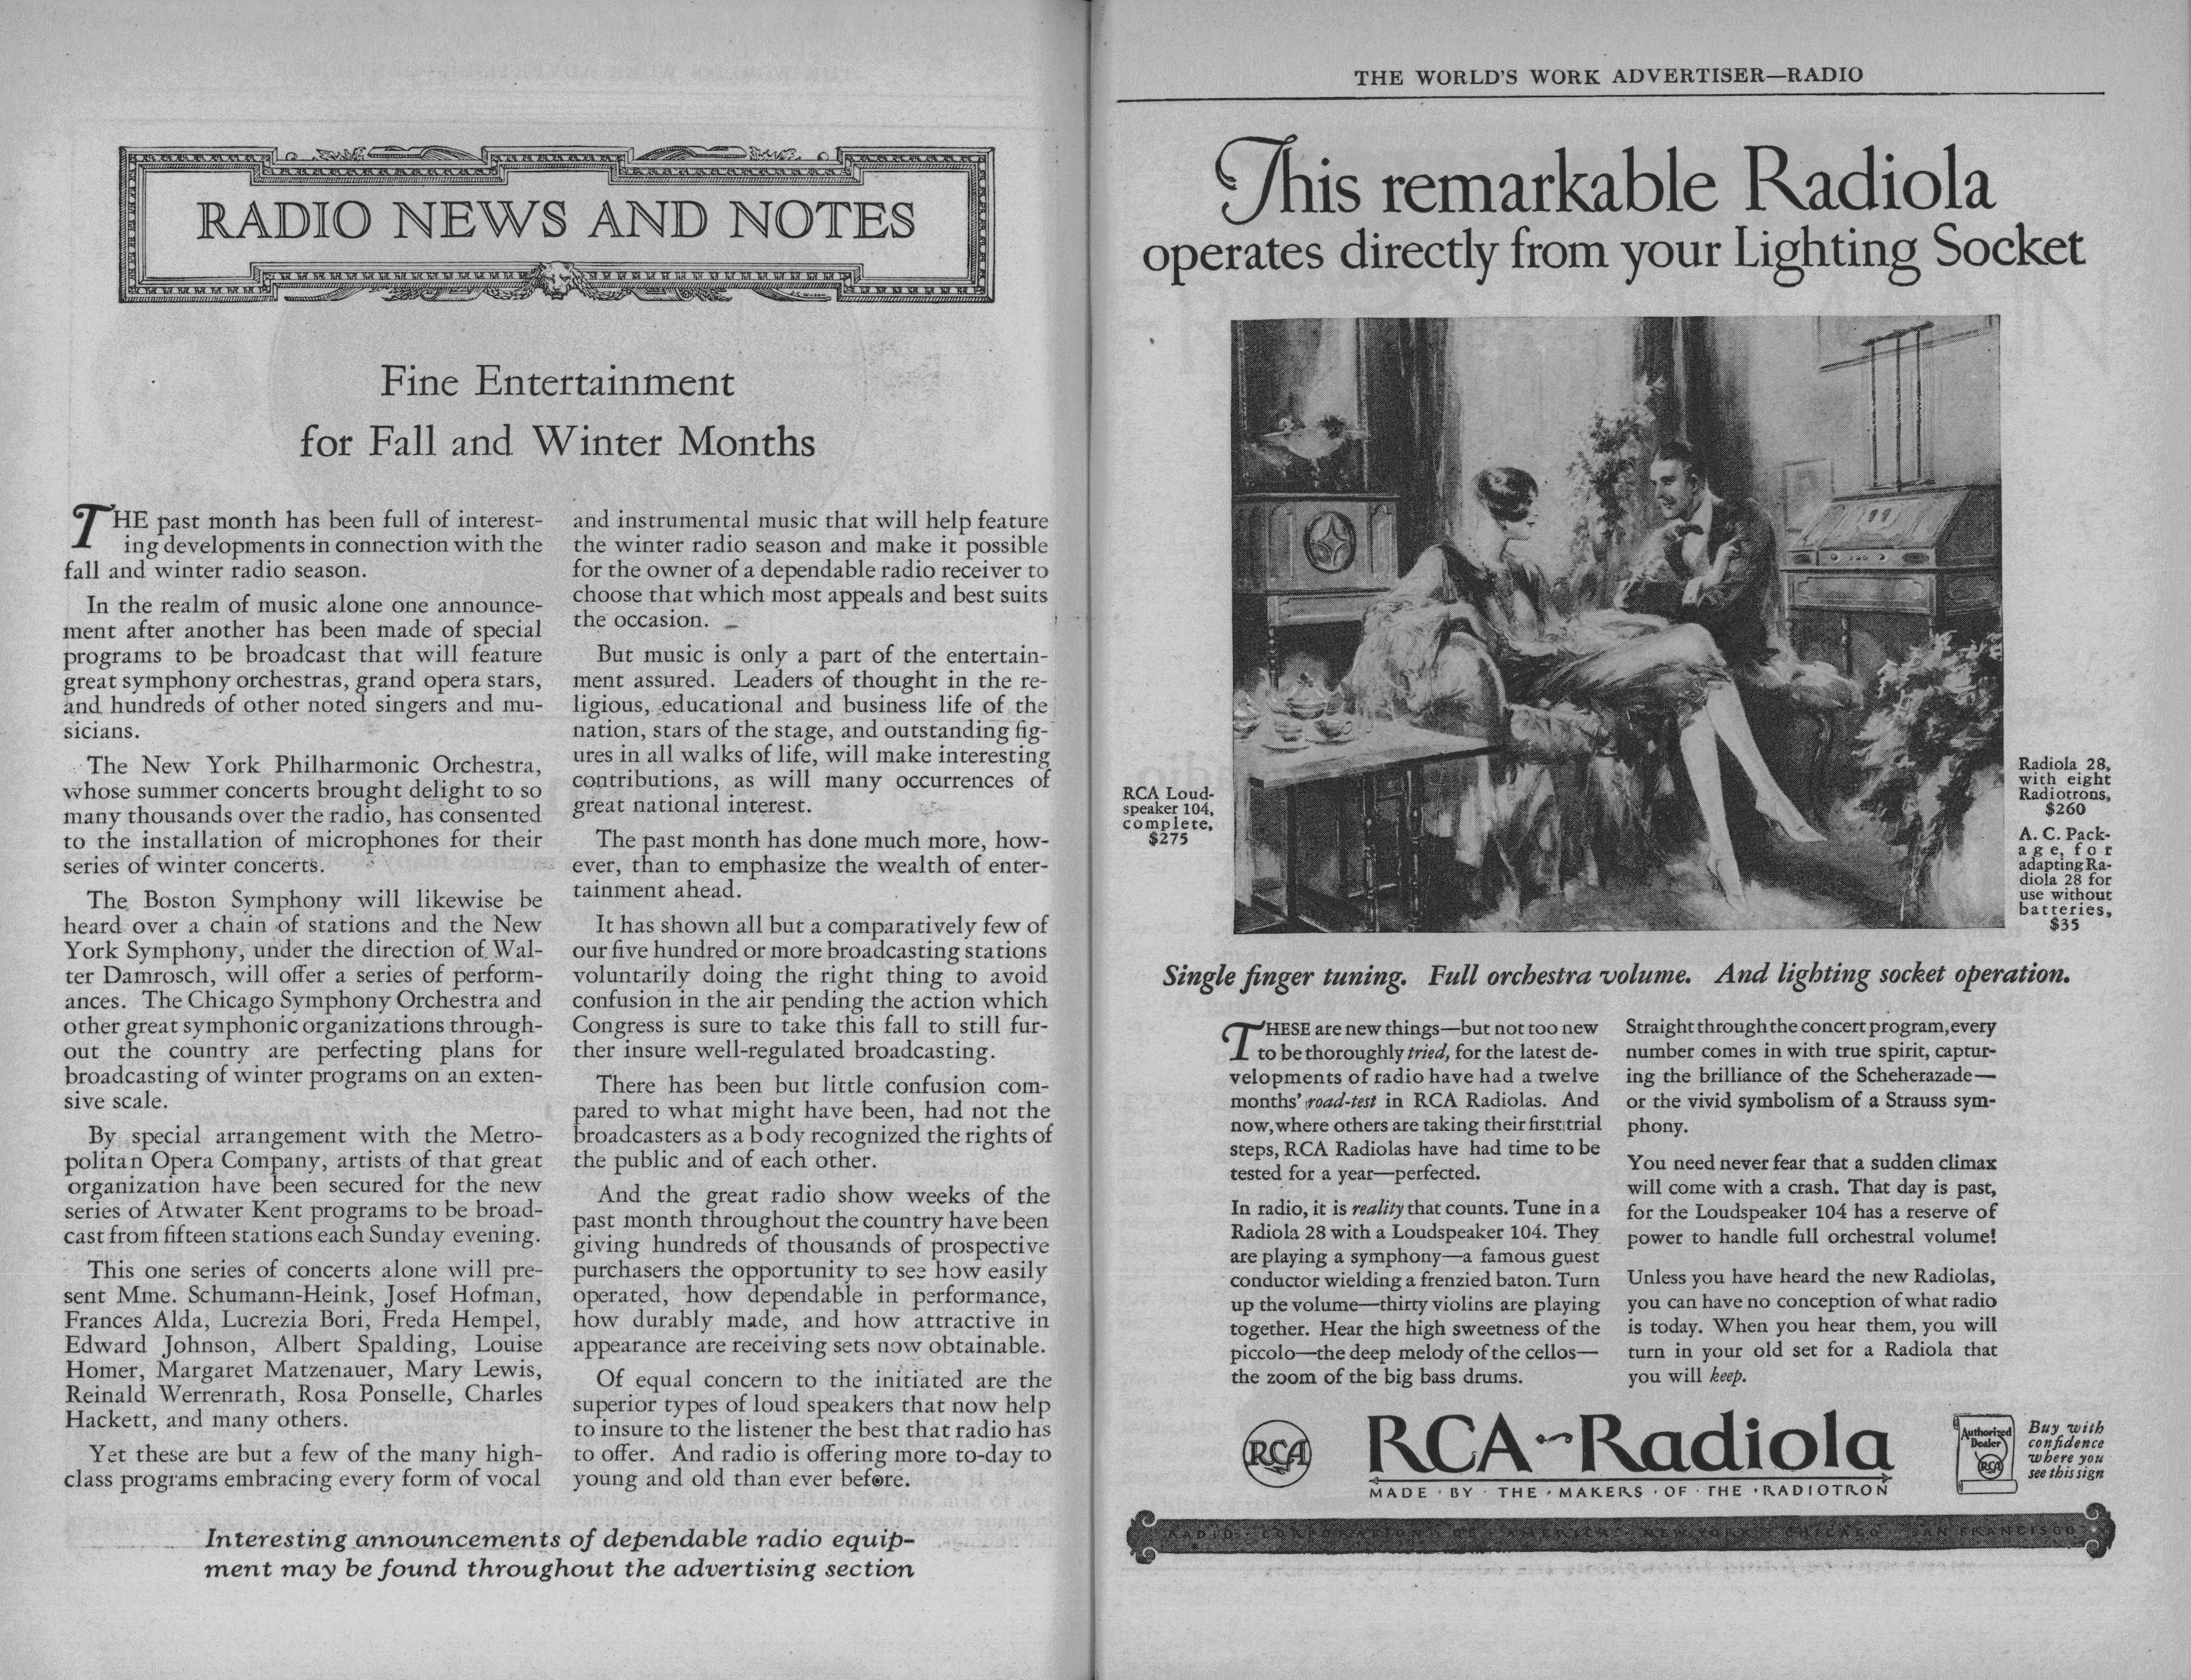 RADIO NEWS AND NOTES
Fine Entertainment
for Fall and Winter Months
THE past month has been full of interest-
ing developments in connection with the
fall and winter radio season.
In the realm of music alone one announce-
ment after another has been made of special
programs to be broadcast that will feature
great symphony orchestras, grand opera stars,
and hundreds of other noted singers and mu-
sicians.
The New York Philharmonic Orchestra,
whose summer concerts brought delight to so
many thousands over the radio, has consented
to the installation of microphones for their
series of winter concerts.
The Boston Symphony will likewise be
heard over a chain of stations and the New
York Symphony, under the direction of Wal-
ter Damrosch, will offer a series of perform-
ances. The Chicago Symphony Orchestra and
other great symphonic organizations through-
out the country are perfecting plans for
broadcasting of winter programs on an exten-
sive scale.
By special arrangement with the Metro-
politan Opera Company, artists of that great
organization have been secured for the new
series of Atwater Kent programs to be broad-
cast from fifteen stations each Sunday evening.
This one series of concerts alone will pre-
sent Mme. Schumann-Heink, Josef Hofman,
Frances Alda, Lucrezia Bori, Freda Hempel,
Edward Johnson, Albert Spalding, Louise
Homer, Margaret Matzenauer, Mary Lewis,
Reinald Werrenrath, Rosa Ponselle, Charles
Hackett, and many others.
Yet these are but a few of the many high-
class programs embracing every form of vocal
and instrumental music that will help feature
the winter radio season and make it possible
for the owner of a dependable radio receiver to
choose that which most appeals and best suits
the occasion.
But music is only a part of the entertain-
ment assured. Leaders of thought in the re-
ligious, educational and business life of the
nation, stars of the stage, and outstanding fig-
ures in all walks of life, will make interesting
contributions, as will many occurrences of
great national interest.
The past month has done much more, how-
ever, than to emphasize the wealth of enter-
tainment ahead.
It has shown all but a comparatively few of
our five hundred or more broadcasting stations
voluntarily doing the right thing to avoid
confusion in the air pending the action which
Congress is sure to take this fall to still fur-
ther insure well-regulated broadcasting.
There has been but little confusion com-
pared to what might have been, had not the
broadcasters as a body recognized the rights of
the public and of each other.
And the great radio show weeks of the
past month throughout the country have been
giving hundreds of thousands of prospective
purchasers the opportunity to see how easily
operated, how dependable in performance,
how durably made, and how attractive in
appearance are receiving sets now obtainable.
Of equal concern to the initiated are the
superior types of loud speakers that now help
to insure to the listener the best that radio has
to offer. And radio is offering more to-day to
young and old than ever before.
Interesting announcements of dependable radio equip-
ment may be found throughout the advertising section
THE WORLD'S WORK ADVERTISER—RADIO
This remarkable Radiola
operates directly from your Lighting Socket
RCA Loud-
speaker 104,
complete,
$275
Radiola 28,
with eight
Radiotrons,
$260
A. C. Pack-
age, for
adapting Ra-
diola 28 for
use without
batteries,
$35
Single finger tuning. Full orchestra volume. And lighting socket operation.
THESE are new things—but not too new
to be thoroughly tried, for the latest de-
velopments of radio have had a twelve
months' road-test in RCA Radiolas. And
now, where others are taking their first trial
steps, RCA Radiolas have had time to be
tested for a year—perfected.
In radio, it is reality that counts. Tune in a
Radiola 28 with a Loudspeaker 104. They
are playing a symphony—a famous guest
conductor wielding a frenzied baton. Turn
up the volume—thirty violins are playing
together. Hear the high sweetness of the
piccolo—the deep melody of the cellos—
the zoom of the big bass drums.
Straight through the concert program, every
number comes in with true spirit, captur-
ing the brilliance of the Scheherazade—
or the vivid symbolism of a Strauss sym-
phony.
You need never fear that a sudden climax
will come with a crash. That day is past,
for the Loudspeaker 104 has a reserve of
power to handle full orchestral volume!
Unless you have heard the new Radiolas,
you can have no conception of what radio
is today. When you hear them, you will
turn in your old set for a Radiola that
you will keep.
RCA
RCA~Radiola
MADE · BY · THE · MAKERS · OF · THE · RADIOTRON
Authorized
Dealer
RCA
Buy with
confidence
where you
see this sign
RADIO · CORPORATION · OF · AMERICA · NEW YORK · CHICAGO · SAN FRANCISCO